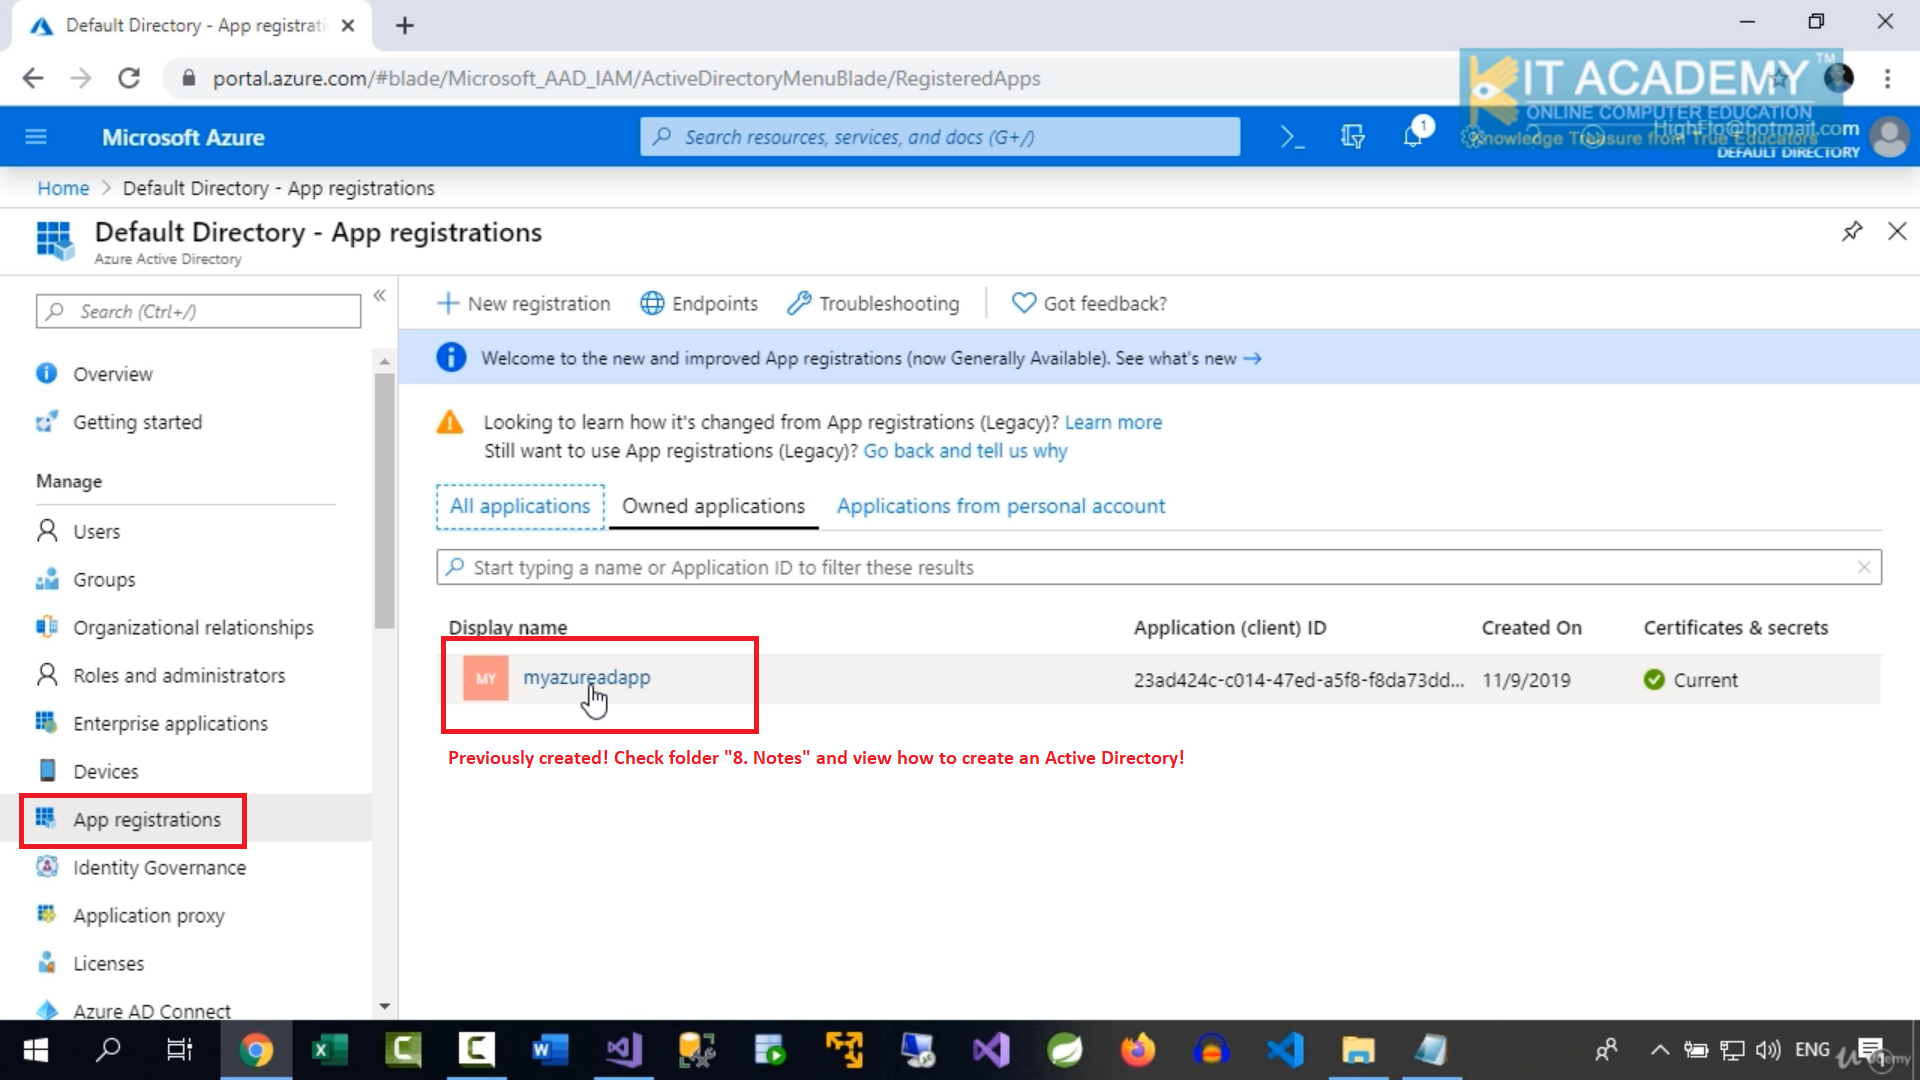 Default Directory - App registrati
portal.azure.com/#blade/Microsoft_AAD_IAM/ActiveDirectoryMenuBlade/RegisteredApps
KIT ACADEMY TM
ONLINE COMPUTER EDUCATION
Knowledge Treasure from True Educators
Microsoft Azure
Search resources, services, and docs (G+/)
1
HighFlo@hotmail.com
DEFAULT DIRECTORY
Home > Default Directory - App registrations
Default Directory - App registrations
Azure Active Directory
Search (Ctrl+/)
«
New registration
Endpoints
Troubleshooting
Got feedback?
Welcome to the new and improved App registrations (now Generally Available). See what's new →
Overview
Looking to learn how it's changed from App registrations (Legacy)? Learn more
Getting started
Still want to use App registrations (Legacy)? Go back and tell us why
Manage
All applications
Owned applications
Applications from personal account
Users
Start typing a name or Application ID to filter these results
Groups
Organizational relationships
Display name
Application (client) ID
Created On
Certificates & secrets
Roles and administrators
MY
myazureadapp
23ad424c-c014-47ed-a5f8-f8da73dd...
11/9/2019
Current
Enterprise applications
Previously created! Check folder "8. Notes" and view how to create an Active Directory!
Devices
App registrations
Identity Governance
Application proxy
Licenses
Azure AD Connect
ENG
udemy